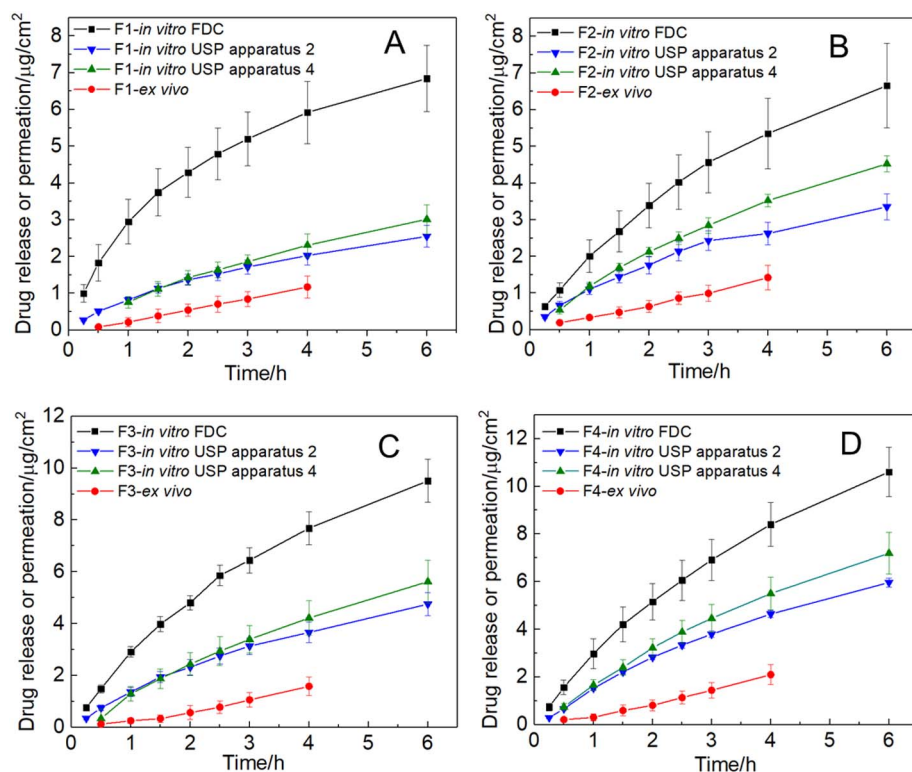 A
F1-in vitro FDC
F1-in vitro USP apparatus 2
F1-in vitro USP apparatus 4
F1-ex vivo
Drug release or permeation/μg/cm²
8
7
6
5
4
3
2
1
0
0 1 2 3 4 5 6
Time/h
B
F2-in vitro FDC
F2-in vitro USP apparatus 2
F2-in vitro USP apparatus 4
F2-ex vivo
Drug release or permeation/μg/cm²
8
7
6
5
4
3
2
1
0
0 1 2 3 4 5 6
Time/h
C
F3-in vitro FDC
F3-in vitro USP apparatus 2
F3-in vitro USP apparatus 4
F3-ex vivo
Drug release or permeation/μg/cm²
12
10
8
6
4
2
0
0 1 2 3 4 5 6
Time/h
D
F4-in vitro FDC
F4-in vitro USP apparatus 2
F4-in vitro USP apparatus 4
F4-ex vivo
Drug release or permeation/μg/cm²
12
10
8
6
4
2
0
0 1 2 3 4 5 6
Time/h